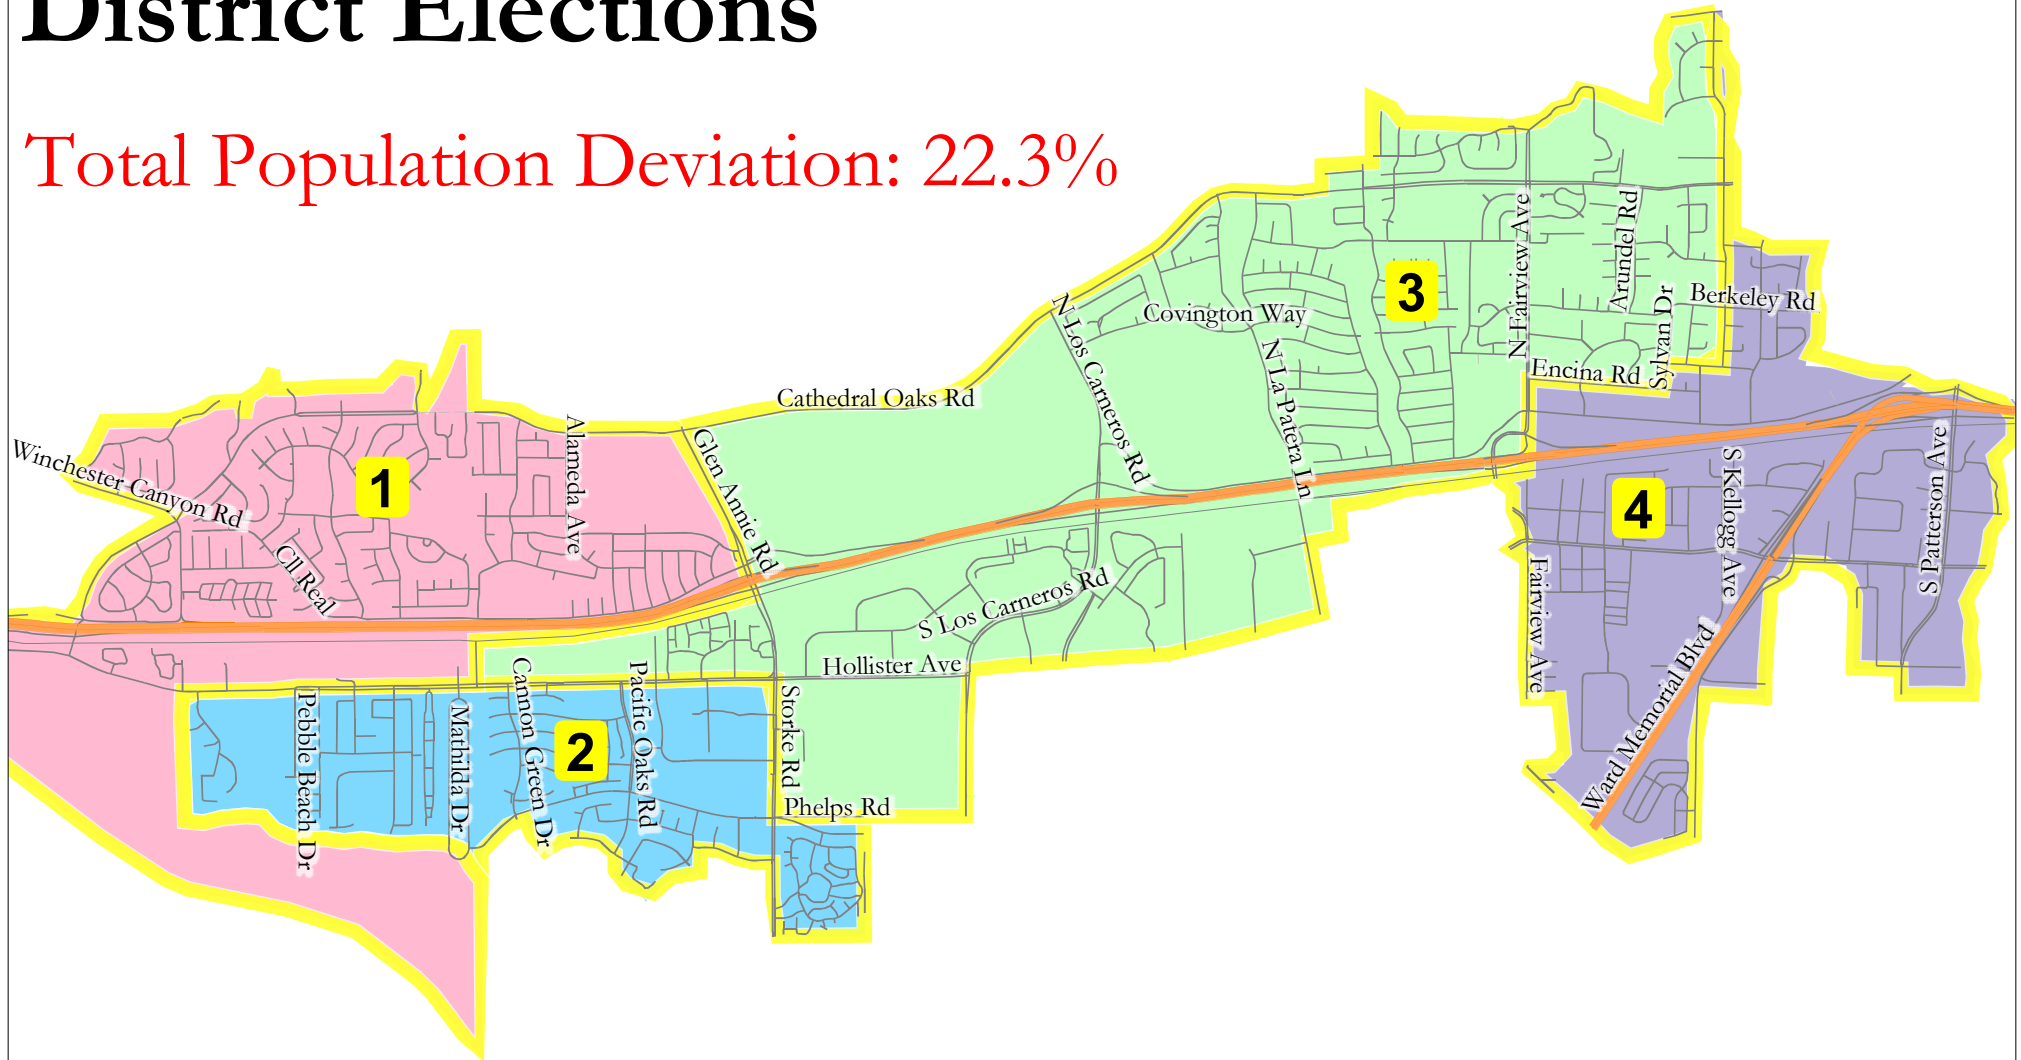 District Elections
Total Population Deviation: 22.3%
N Fairview Ave
Arundel Rd
Sylvan Dr
Berkeley Rd
3
Covington Way
N Los Carneros Rd
N La Patera Ln
Encina Rd
Cathedral Oaks Rd
Alameda Ave
Glen Annie Rd
Winchester Canyon Rd
1
Cll Real
S Kellogg Ave
4
S Patterson Ave
Fairview Ave
S Los Carneros Rd
Hollister Ave
Ward Memorial Blvd
Pebble Beach Dr
Mathilda Dr
Cannon Green Dr
2
Pacific Oaks Rd
Storke Rd
Phelps Rd